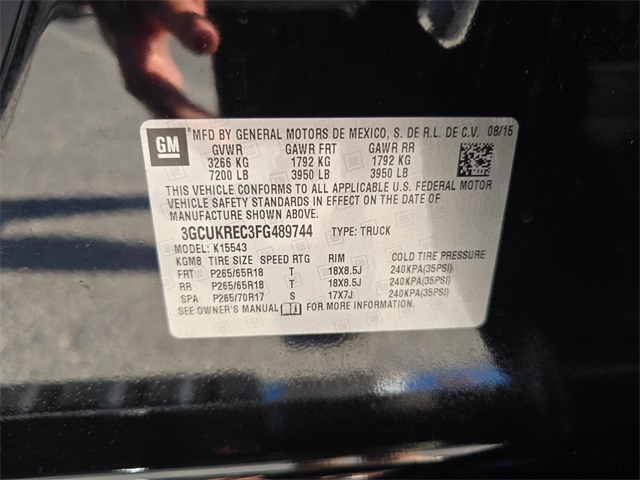 GM
MFD BY GENERAL MOTORS DE MEXICO, S. DE R.L. DE C.V. 08/15
GVWR GAWR FRT GAWR RR
3266 KG 1792 KG 1792 KG
7200 LB 3950 LB 3950 LB
THIS VEHICLE CONFORMS TO ALL APPLICABLE U.S. FEDERAL MOTOR
VEHICLE SAFETY STANDARDS IN EFFECT ON THE DATE OF
MANUFACTURE SHOWN ABOVE.
3GCUKREC3FG489744 TYPE: TRUCK
MODEL: K15543
KGM8 TIRE SIZE SPEED RTG RIM COLD TIRE PRESSURE
FRT P265/65R18 T 18X8.5J 240KPA(35PSI)
RR P265/65R18 T 18X8.5J 240KPA(35PSI)
SPA P265/70R17 S 17X7J 240KPA(35PSI)
SEE OWNER'S MANUAL FOR MORE INFORMATION.